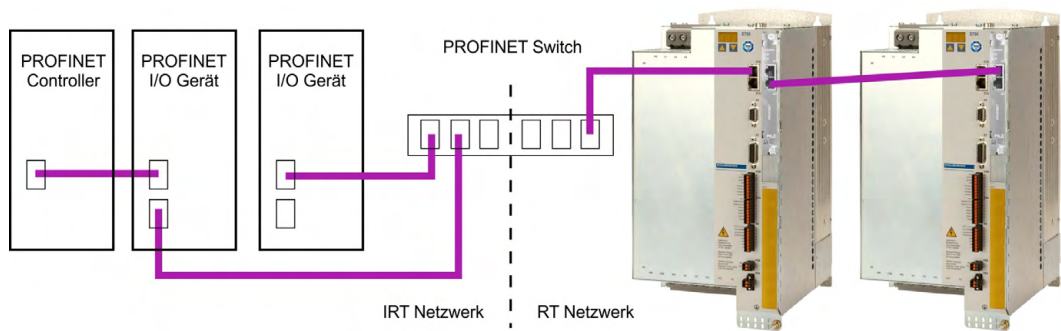 PROFINET
Controller
PROFINET
I/O Gerät
PROFINET
I/O Gerät
PROFINET Switch
IRT Netzwerk
RT Netzwerk